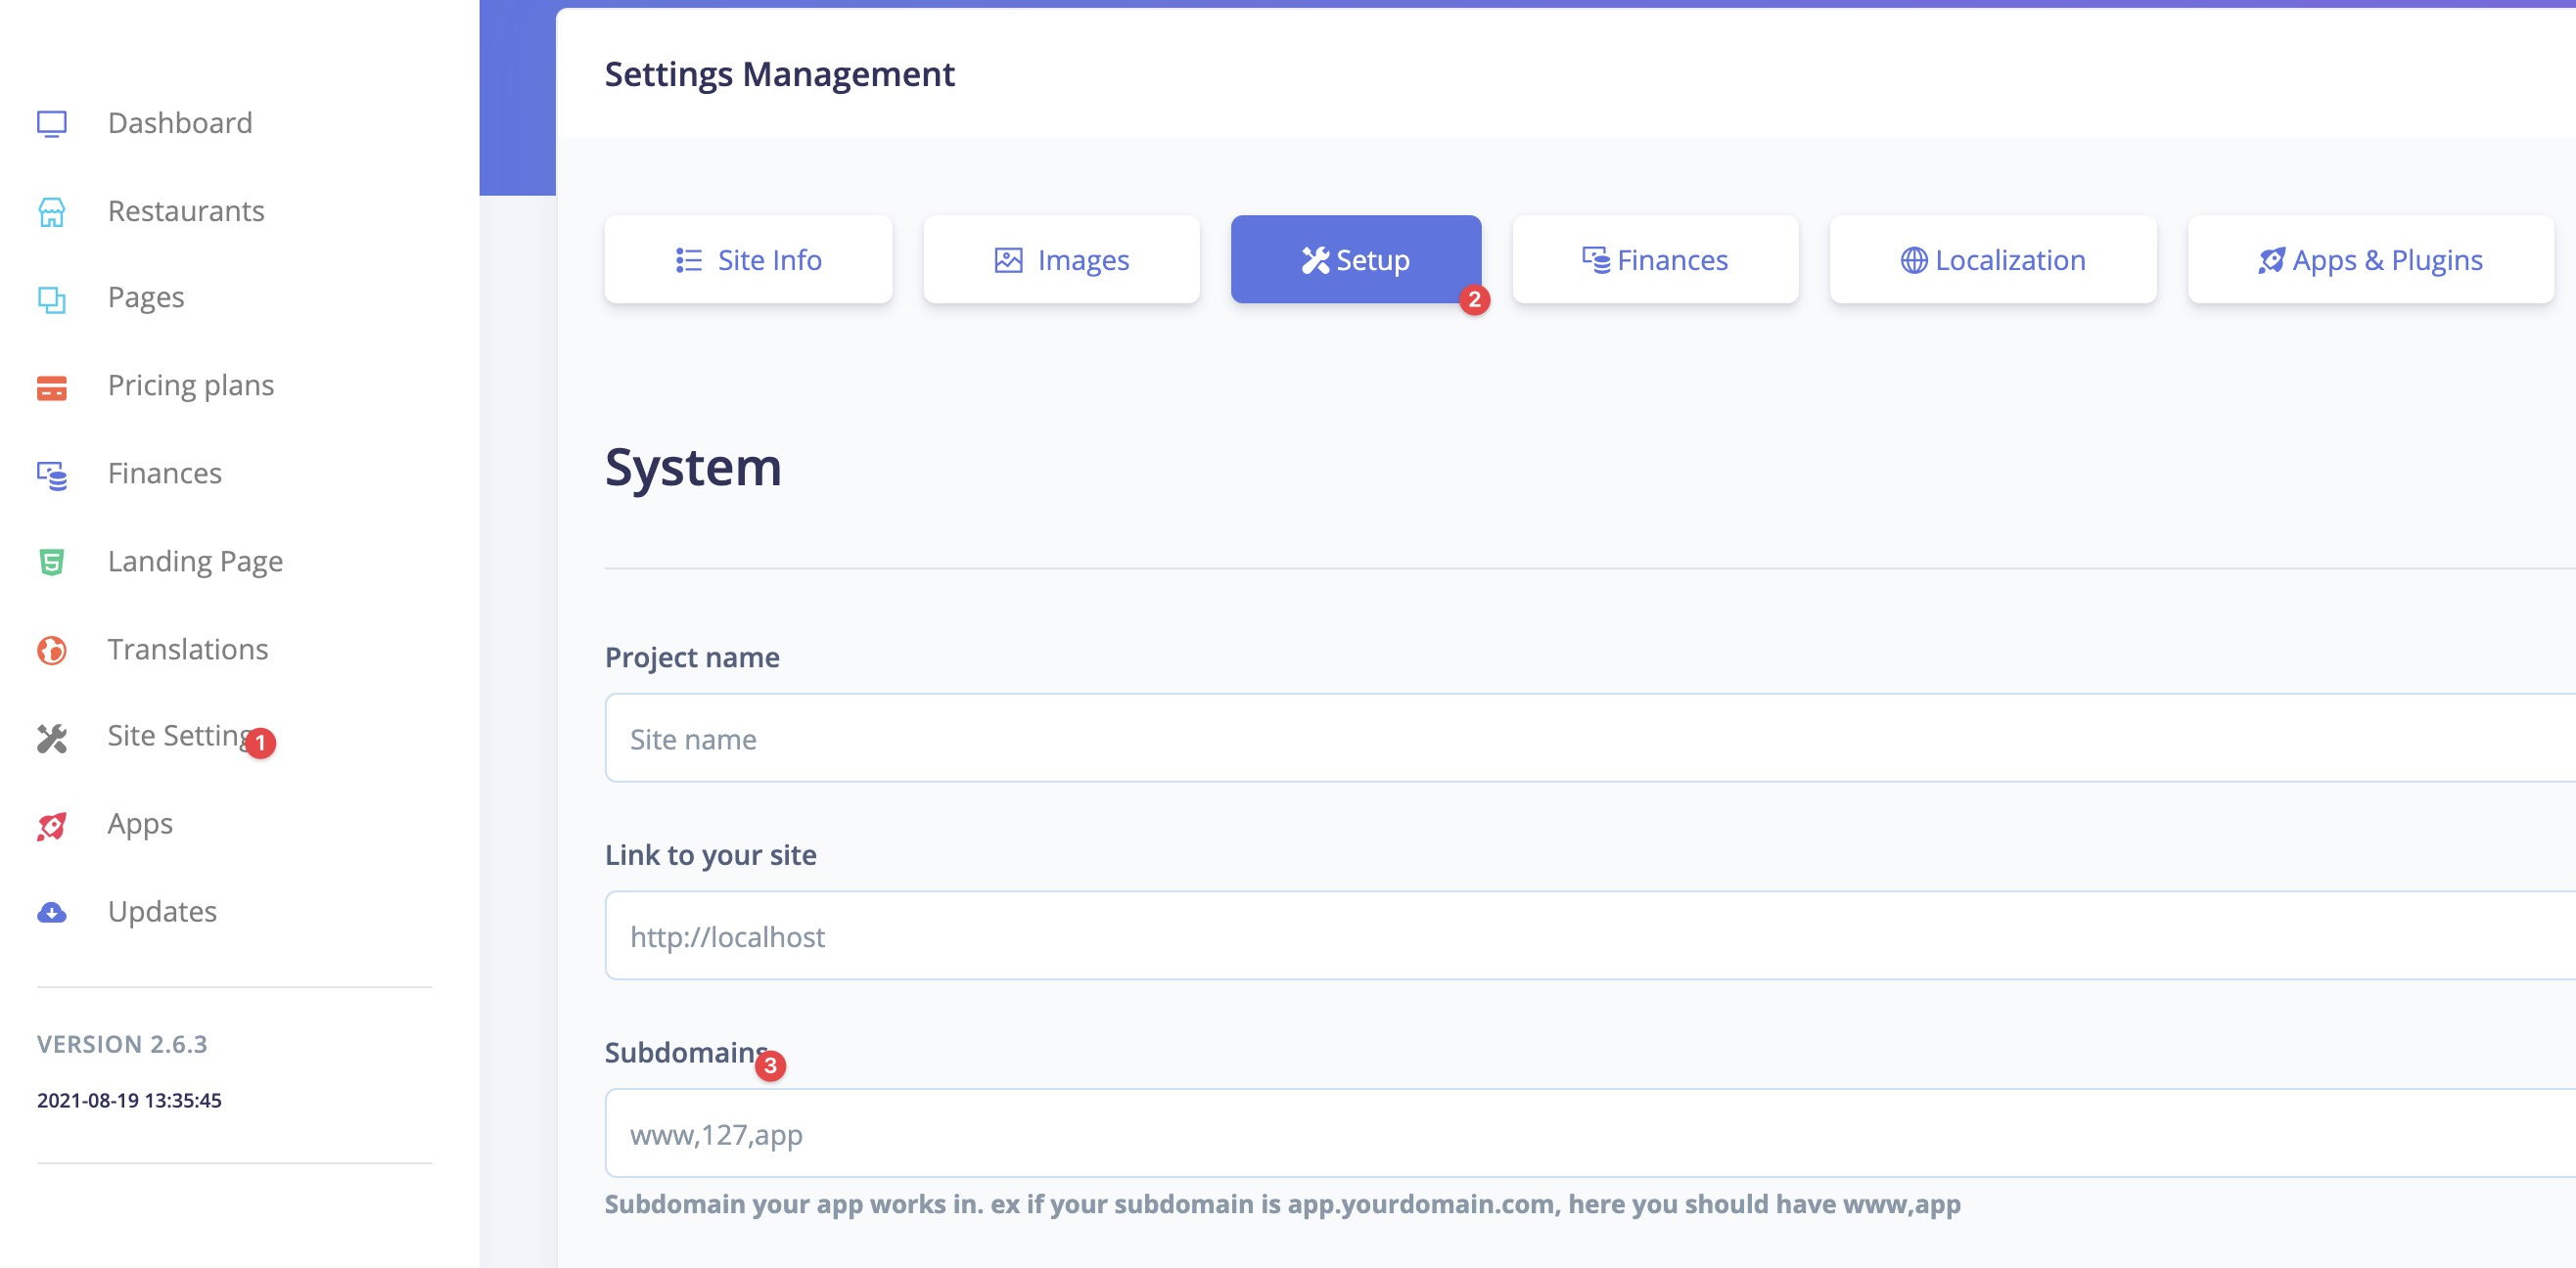 Dashboard
Restaurants
Pages
Pricing plans
Finances
Landing Page
Translations
Site Setting
1
Apps
Updates
VERSION 2.6.3
2021-08-19 13:35:45
Settings Management
Site Info
Images
Setup
2
Finances
Localization
Apps & Plugins
System
Project name
Site name
Link to your site
http://localhost
Subdomains
3
www,127,app
Subdomain your app works in. ex if your subdomain is app.yourdomain.com, here you should have www,app